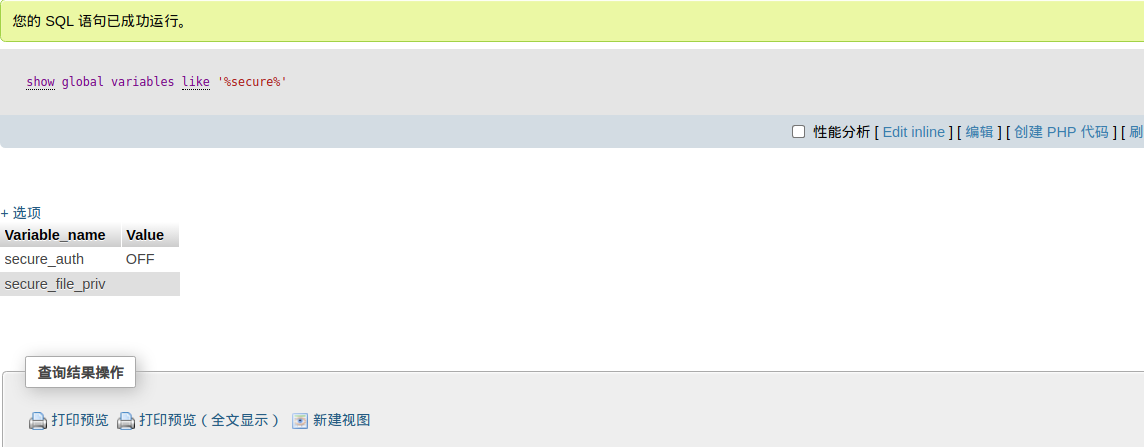 您的 SQL 语句已成功运行。
show global variables like '%secure%'
性能分析 [ Edit inline ] [ 编辑 ] [ 创建 PHP 代码 ] [ 刷
+ 选项
Variable_name Value
secure_auth OFF
secure_file_priv
查询结果操作
打印预览 打印预览 ( 全文显示 ) 新建视图